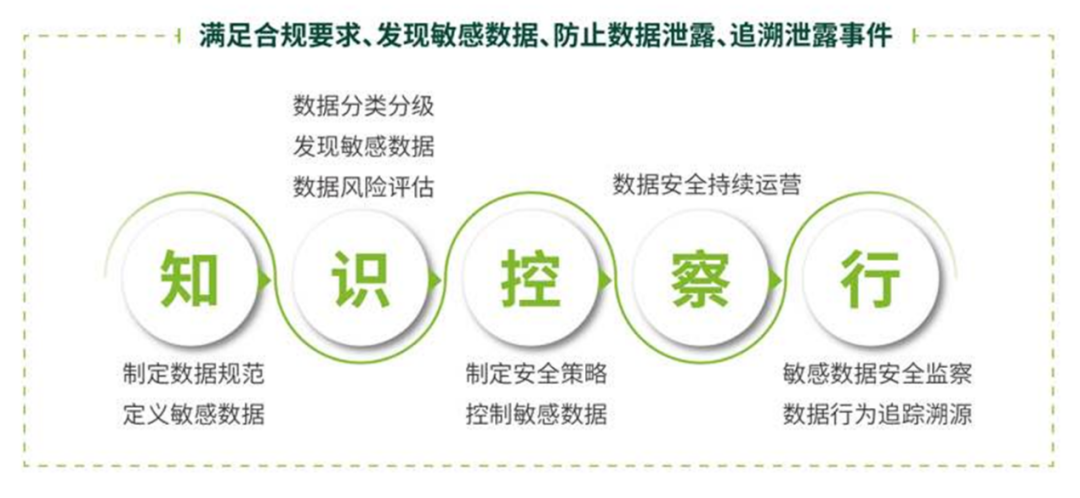 满足合规要求、发现敏感数据、防止数据泄露、追溯泄露事件
数据分类分级
发现敏感数据
数据风险评估
数据安全持续运营
知
识
控
察
行
制定数据规范
定义敏感数据
制定安全策略
控制敏感数据
敏感数据安全监察
数据行为追踪溯源